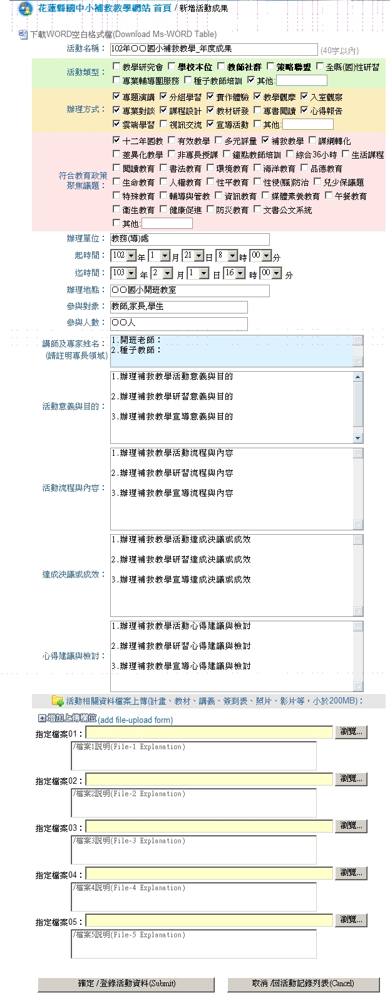 花蓮縣國中小補救教學網站 首頁 / 新增活動成果
下載WORD空白格式檔(Download Ms-WORD Table)
活動名稱： 102年〇〇國小補救教學_年度成果 (40字以內)
活動類型： 教學研究會 學校本位 教師社群 策略聯盟 全縣(國)性研習
專業輔導團服務 種子教師培訓 其他:
辦理方式： 專題演講 分組學習 實作體驗 教學觀摩 入室觀察
專業對談 課程設計 教材研發 專書閱讀 心得報告
雲端學習 視訊交流 宣導活動 其他:
符合教育政策聚焦議題： 十二年國教 有效教學 多元評量 補救教學 課綱轉化
差異化教學 非專長授課 鐘點教師培訓 綜合36小時 生活課程
閱讀教育 書法教育 環境教育 海洋教育 品德教育
生命教育 人權教育 性平教育 性侵(騷)防治 兒少保議題
特殊教育 輔導與管教 資訊教育 媒體素養教育 午餐教育
衛生教育 健康促進 防災教育 文書公文系統
其他:
辦理單位： 教務(導)處
起時間： 102 年 1 月 21 日 8 時 00 分
迄時間： 103 年 2 月 1 日 16 時 00 分
辦理地點： 〇〇國小開班教室
參與對象： 教師,家長,學生
參與人數： 〇〇人
講師及專家姓名： 1.開班老師：
(請註明專長領域) 2.種子教師：
活動意義與目的： 1.辦理補救教學活動意義與目的
2.辦理補救教學研習意義與目的
3.辦理補救教學宣導意義與目的
活動流程與內容： 1.辦理補救教學活動流程與內容
2.辦理補救教學研習流程與內容
3.辦理補救教學宣導流程與內容
達成決議或成效： 1.辦理補救教學活動達成決議或成效
2.辦理補救教學研習達成決議或成效
3.辦理補救教學宣導達成決議或成效
心得建議與檢討： 1.辦理補救教學活動心得建議與檢討
2.辦理補救教學研習心得建議與檢討
3.辦理補救教學宣導心得建議與檢討
活動相關資料檔案上傳(計畫、教材、講義、簽到表、照片、影片等，小於200MB)：
增加上傳欄位(add file-upload form)
指定檔案01： 瀏覽...
/檔案1說明(File-1 Explanation)
指定檔案02： 瀏覽...
/檔案2說明(File-2 Explanation)
指定檔案03： 瀏覽...
/檔案3說明(File-3 Explanation)
指定檔案04： 瀏覽...
/檔案4說明(File-4 Explanation)
指定檔案05： 瀏覽...
/檔案5說明(File-5 Explanation)
確定 /登錄活動資料(Submit) 取消 /回活動記錄列表(Cancel)